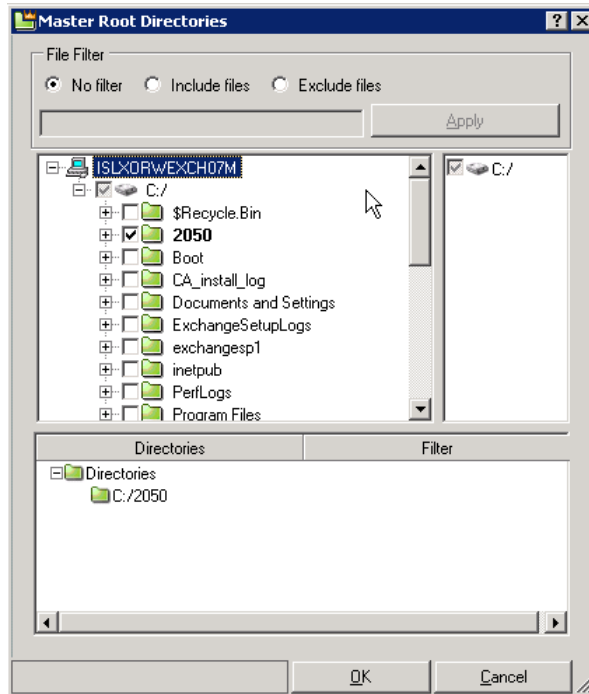 Master Root Directories
File Filter
No filter Include files Exclude files
Apply
ISLXORWEXCH07M
C:/
C:/
$Recycle.Bin
2050
Boot
CA_install_log
Documents and Settings
ExchangeSetupLogs
exchangesp1
inetpub
PerfLogs
Program Files
Directories Filter
Directories
C:/2050
OK Cancel